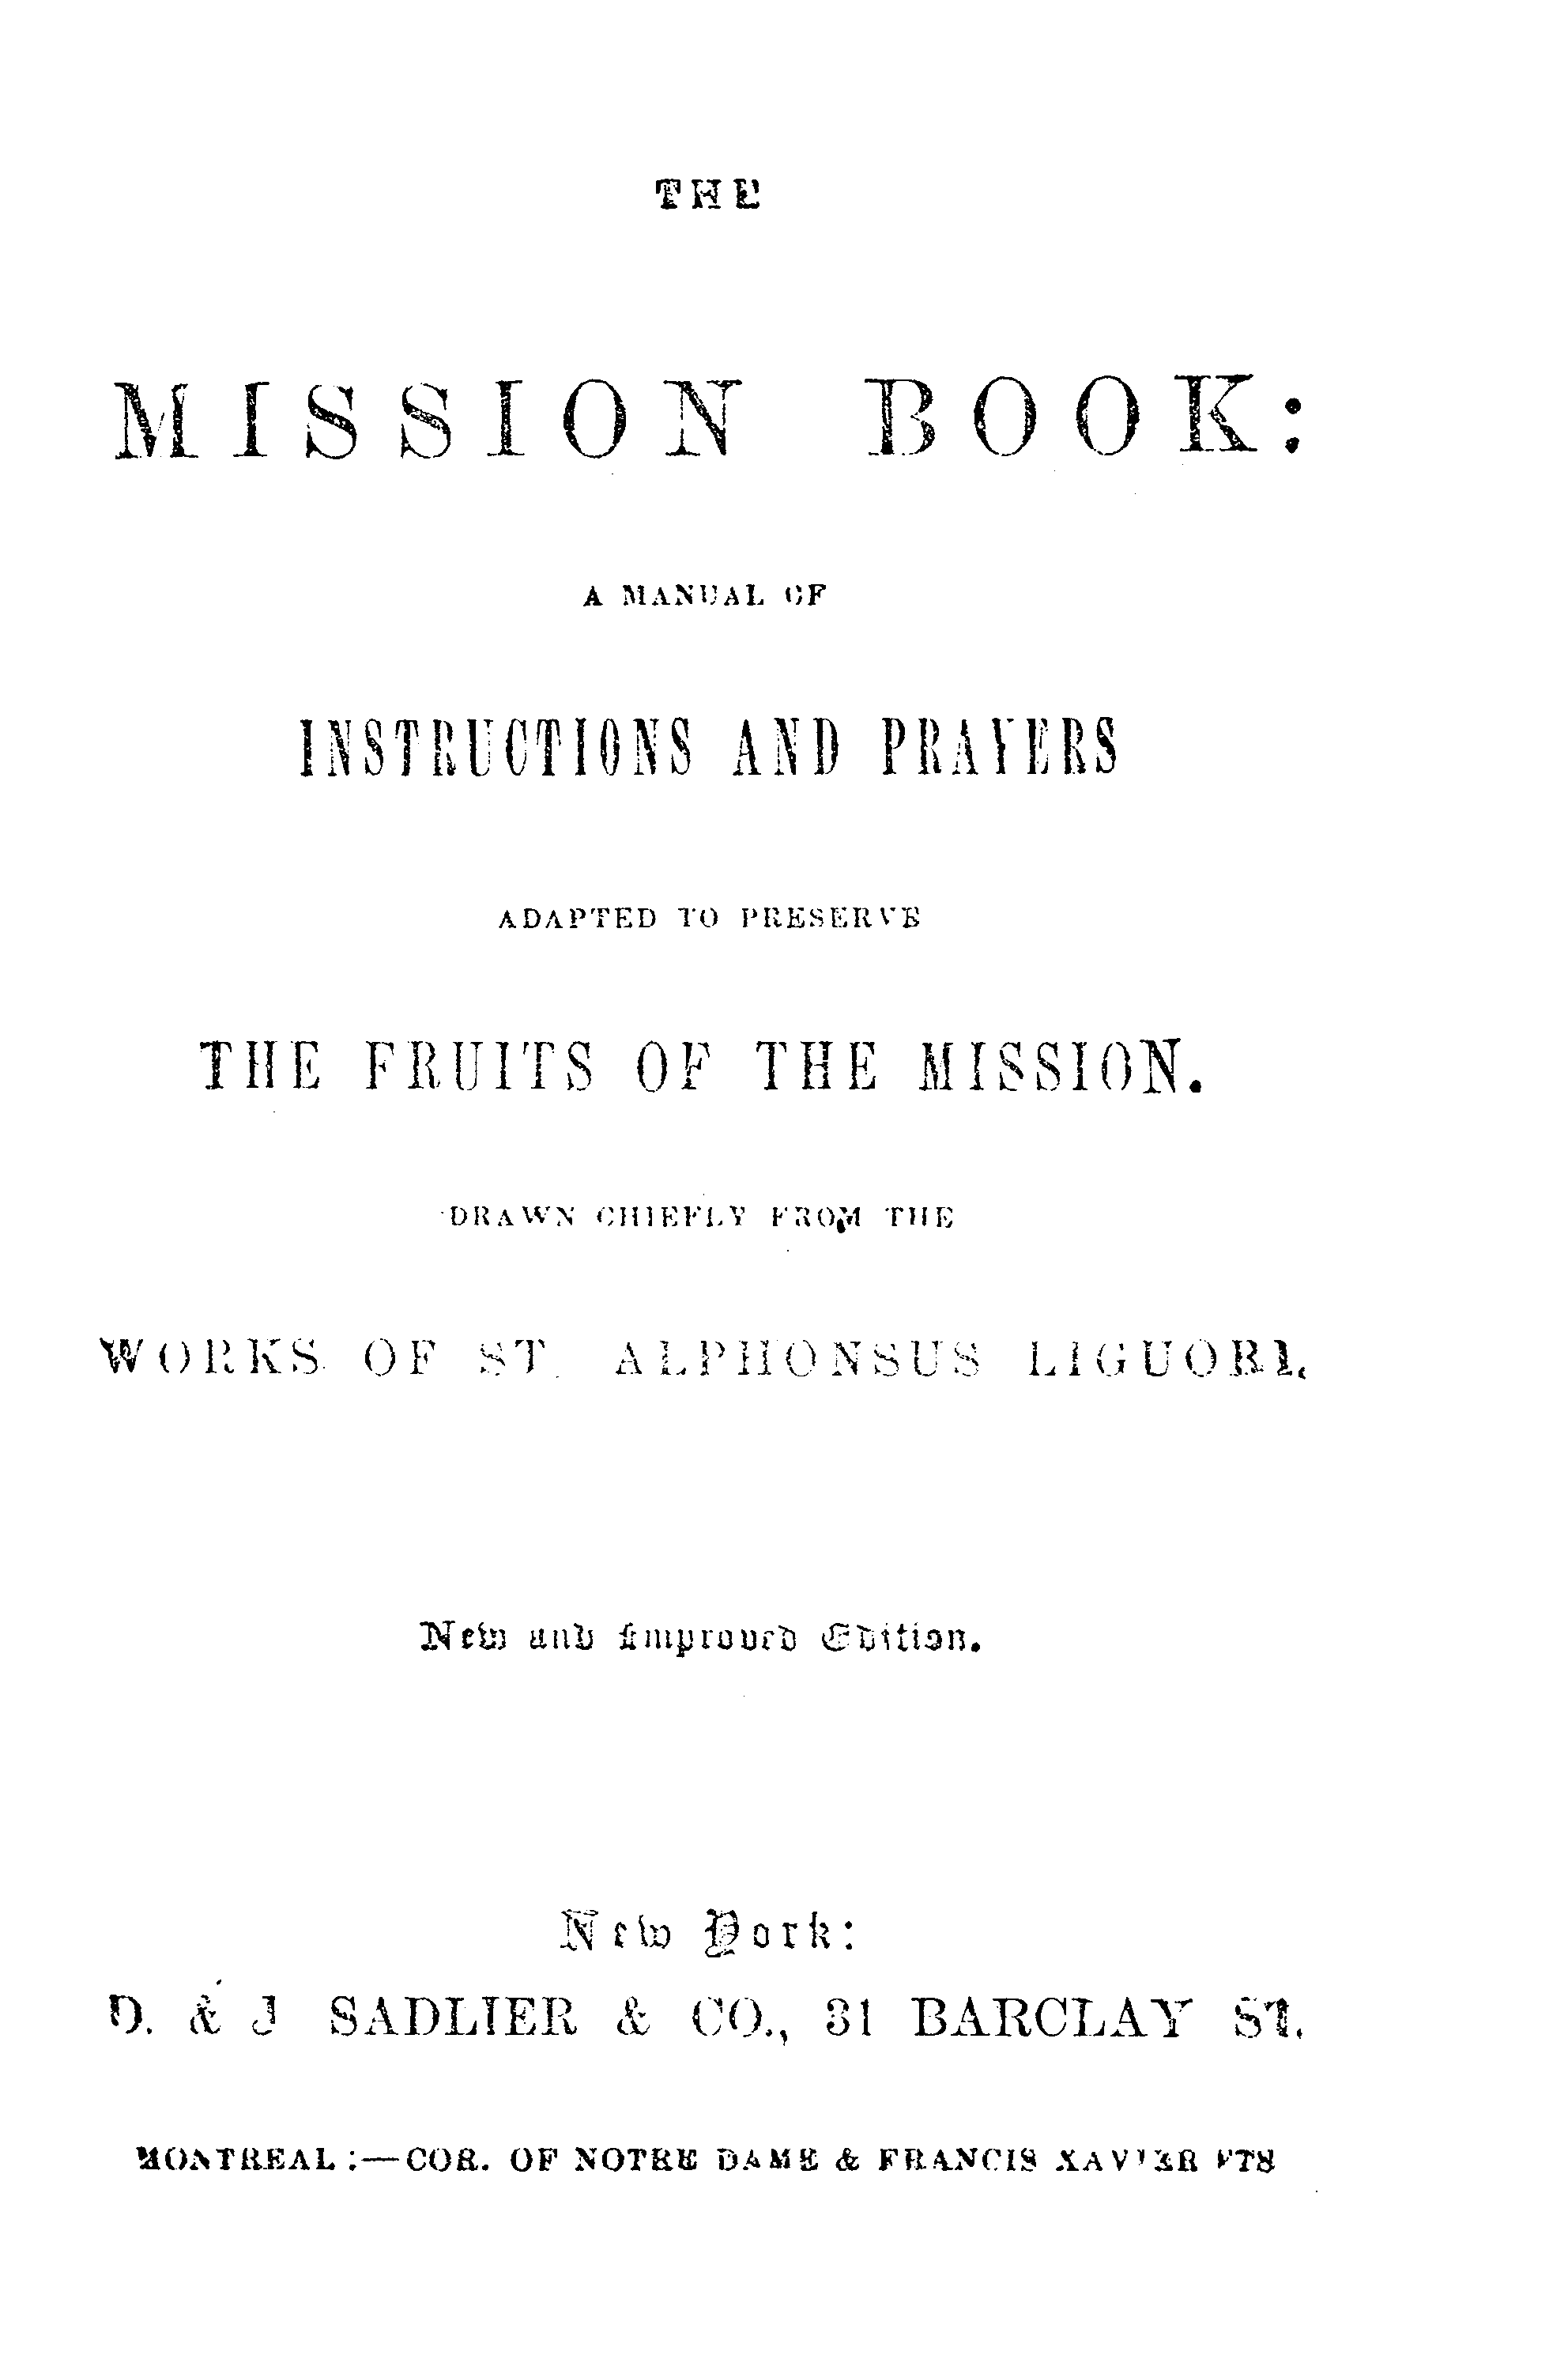 THE
MISSION BOOK:
A MANUAL OF
INSTRUCTIONS AND PRAYERS
ADAPTED TO PRESERVE
THE FRUITS OF THE MISSION.
DRAWN CHIEFLY FROM THE
WORKS OF ST. ALPHONSUS LIGUORI.
New and Improved Edition.
New York:
D. & J SADLIER & CO., 31 BARCLAY ST.
MONTREAL:—COR. OF NOTRE DAME & FRANCIS XAVIER STS